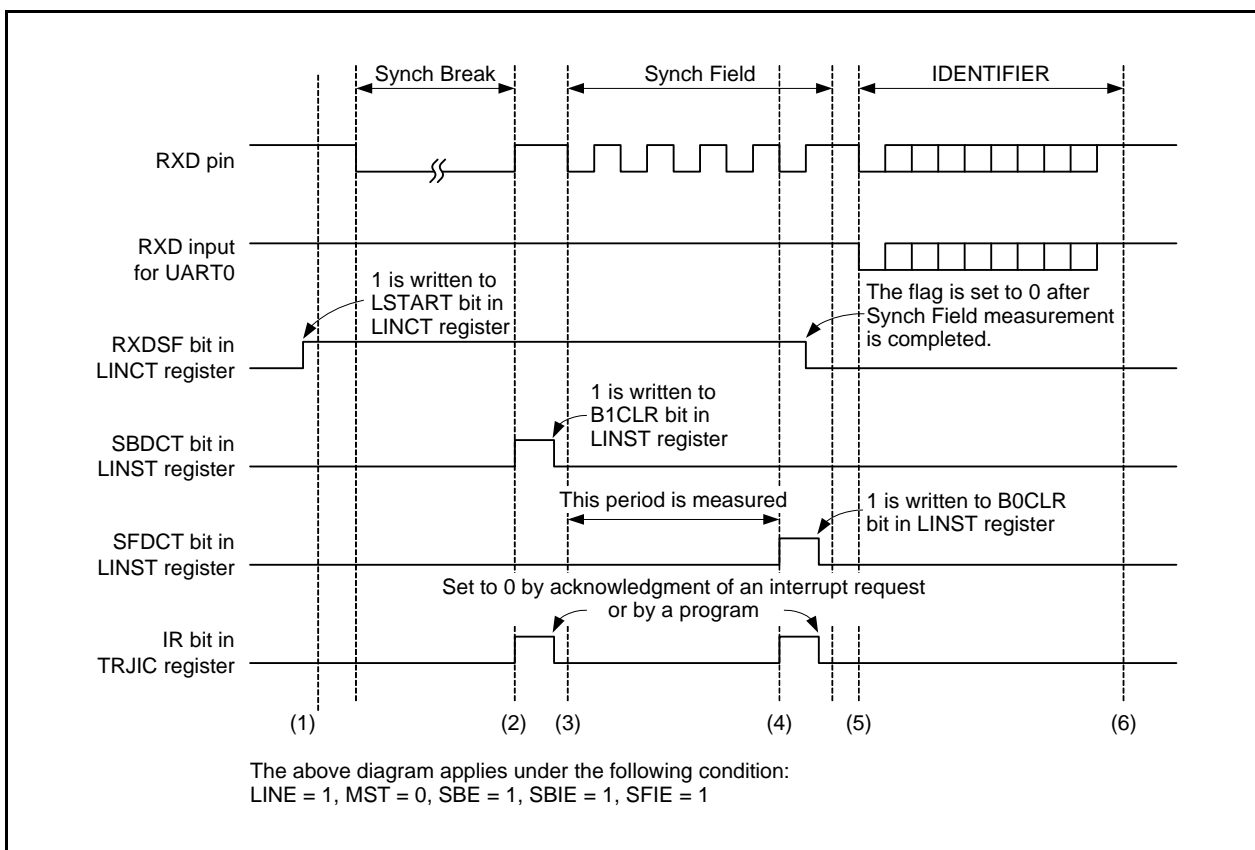 Synch Break
Synch Field
IDENTIFIER
RXD pin
RXD input
for UART0
1 is written to
LSTART bit in
LINCT register
The flag is set to 0 after
Synch Field measurement
is completed.
RXDSF bit in
LINCT register
1 is written to
B1CLR bit in
LINST register
SBDCT bit in
LINST register
This period is measured
1 is written to B0CLR
bit in LINST register
SFDCT bit in
LINST register
Set to 0 by acknowledgment of an interrupt request
or by a program
IR bit in
TRJIC register
(1)
(2)
(3)
(4)
(5)
(6)
The above diagram applies under the following condition:
LINE = 1, MST = 0, SBE = 1, SBIE = 1, SFIE = 1